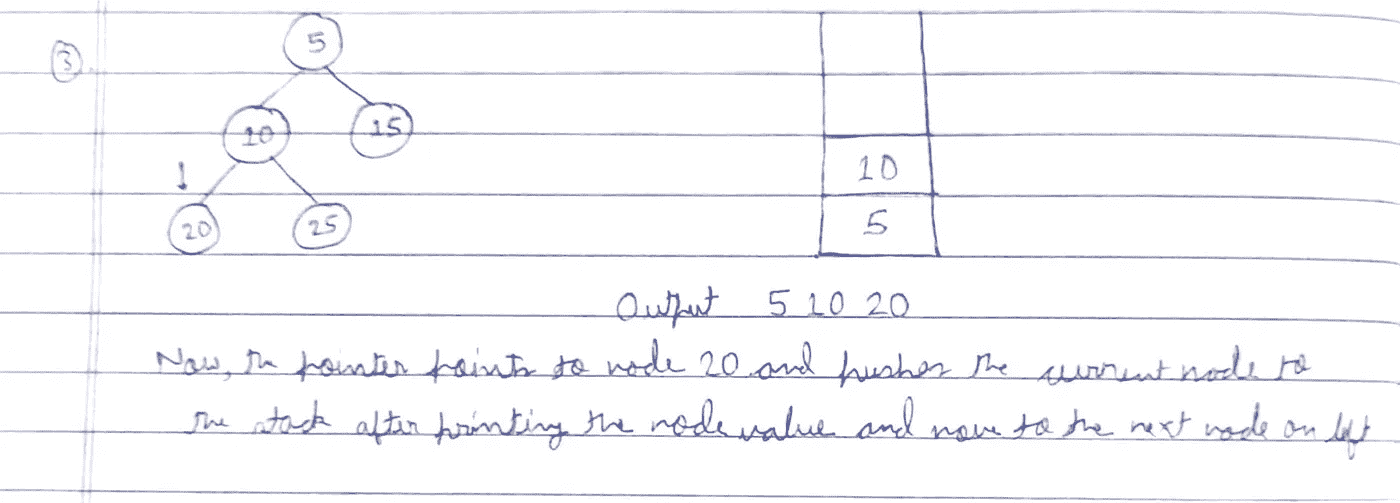 3.
5
10 15
20 25
10
5
Output 5 10 20
Now, the pointer points to node 20 and pushes the current node to
the stack after printing the node value and move to the next node on left